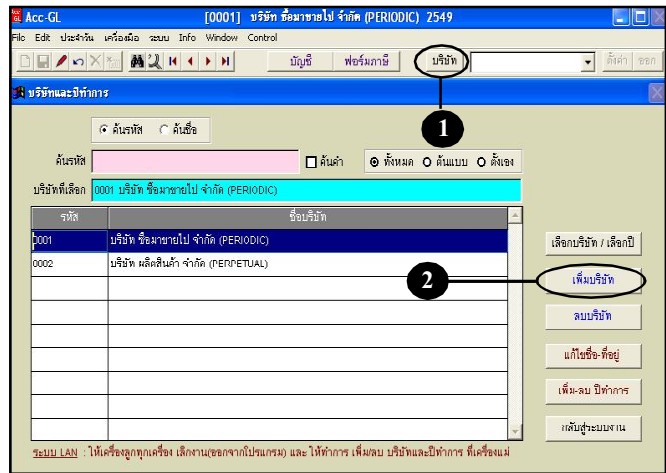 Acc-GL [0001] บริษัท ซื้อมาขายไป จำกัด (PERIODIC) 2549
File Edit ประจำวัน เครื่องมือ ระบบ Info Window Control
บัญชี ฟอร์มภาษี บริษัท ตั้งค่า ออก
บริษัทและปีทำการ
1
ค้นรหัส ค้นชื่อ
ค้นรหัส ค้นคำ ทั้งหมด ต้นแบบ ตั้งเอง
บริษัทที่เลือก 0001 บริษัท ซื้อมาขายไป จำกัด (PERIODIC)
รหัส ชื่อบริษัท
0001 บริษัท ซื้อมาขายไป จำกัด (PERIODIC)
เลือกบริษัท / เลือกปี
0002 บริษัท ผลิตสินค้า จำกัด (PERPETUAL)
2 เพิ่มบริษัท
ลบบริษัท
แก้ไขชื่อ-ที่อยู่
เพิ่ม-ลบ ปีทำการ
กลับสู่ระบบงาน
ระบบ LAN : ให้เครื่องลูกทุกเครื่อง เลิกงาน(ออกจากโปรแกรม) และ ให้ทำการ เพิ่ม/ลบ บริษัทและปีทำการ ที่เครื่องแม่